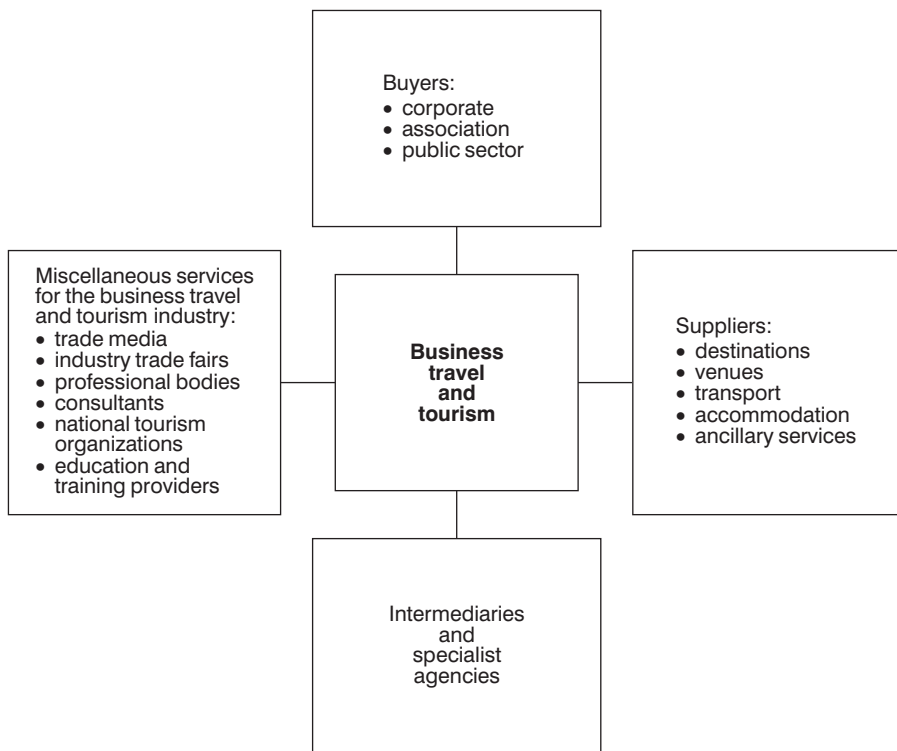 Buyers:
• corporate
• association
• public sector
Miscellaneous services
for the business travel
and tourism industry:
• trade media
• industry trade fairs
• professional bodies
• consultants
• national tourism
organizations
• education and
training providers
Business
travel
and
tourism
Suppliers:
• destinations
• venues
• transport
• accommodation
• ancillary services
Intermediaries
and
specialist
agencies